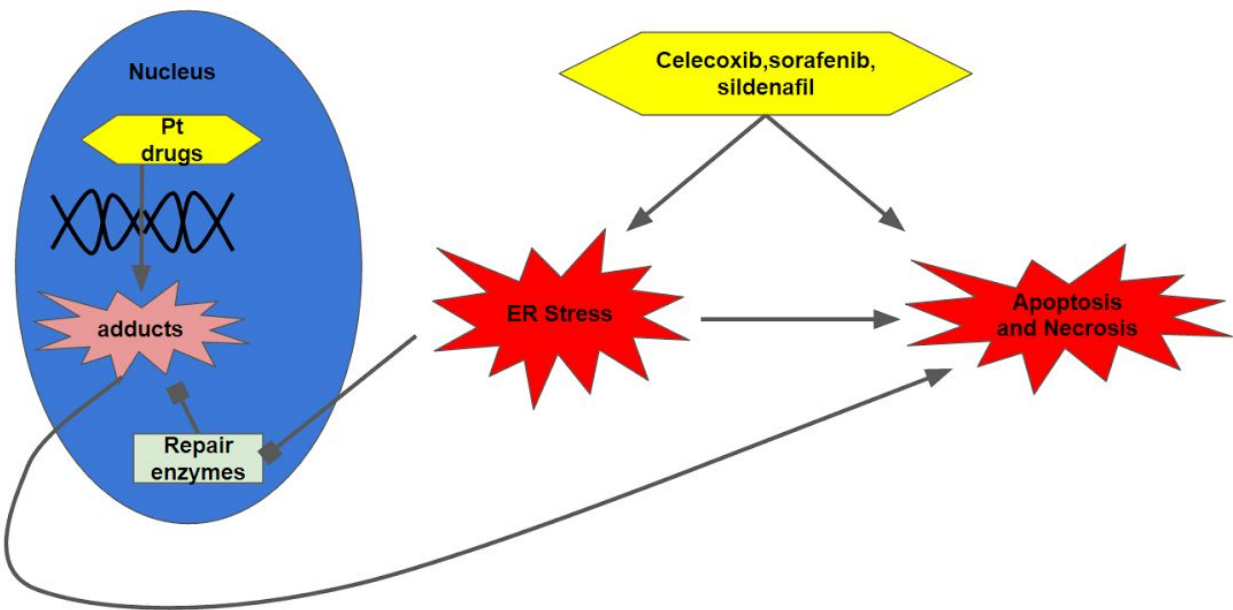 Nucleus
Pt
drugs
adducts
Repair
enzymes
Celecoxib,sorafenib,
sildenafil
ER Stress
Apoptosis
and Necrosis